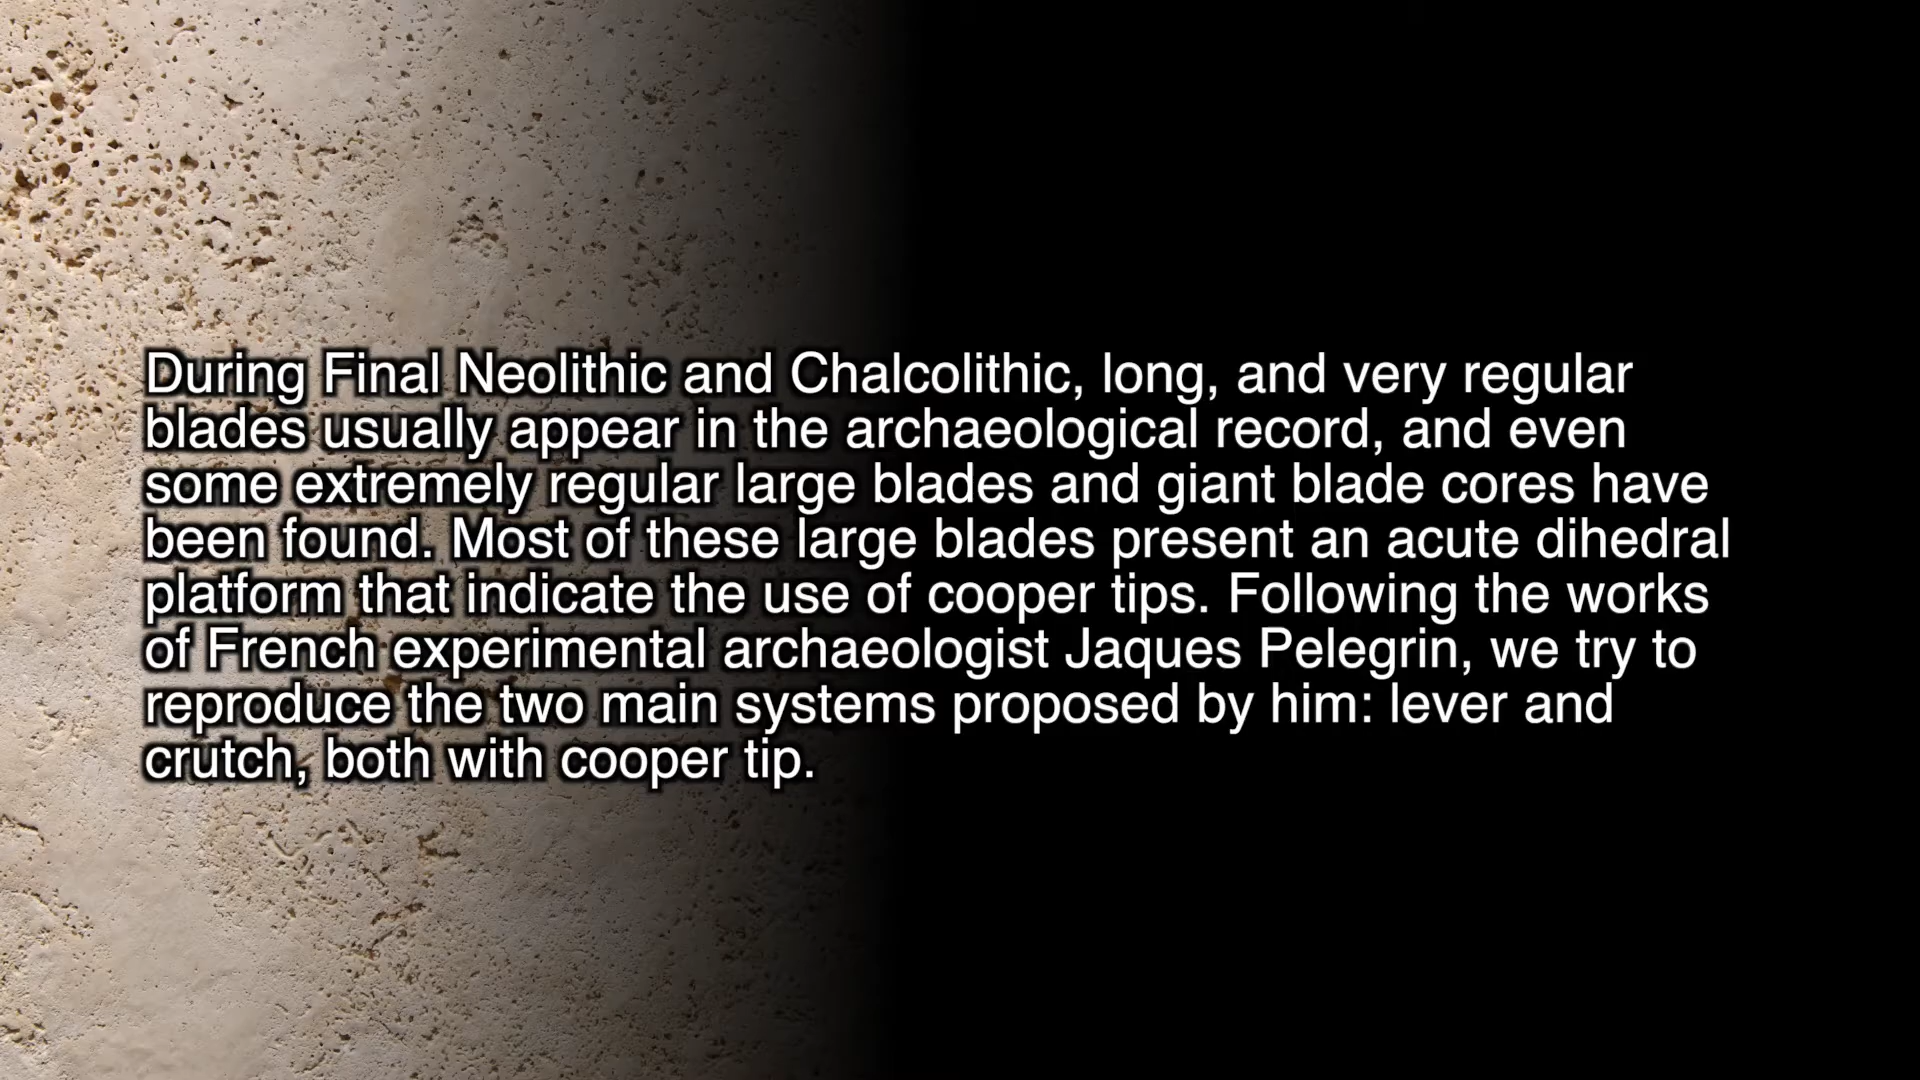 During Final Neolithic and Chalcolithic, long, and very regular
blades usually appear in the archaeological record, and even
some extremely regular large blades and giant blade cores have
been found. Most of these large blades present an acute dihedral
platform that indicate the use of cooper tips. Following the works
of French experimental archaeologist Jaques Pelegrin, we try to
reproduce the two main systems proposed by him: lever and
crutch, both with cooper tip.